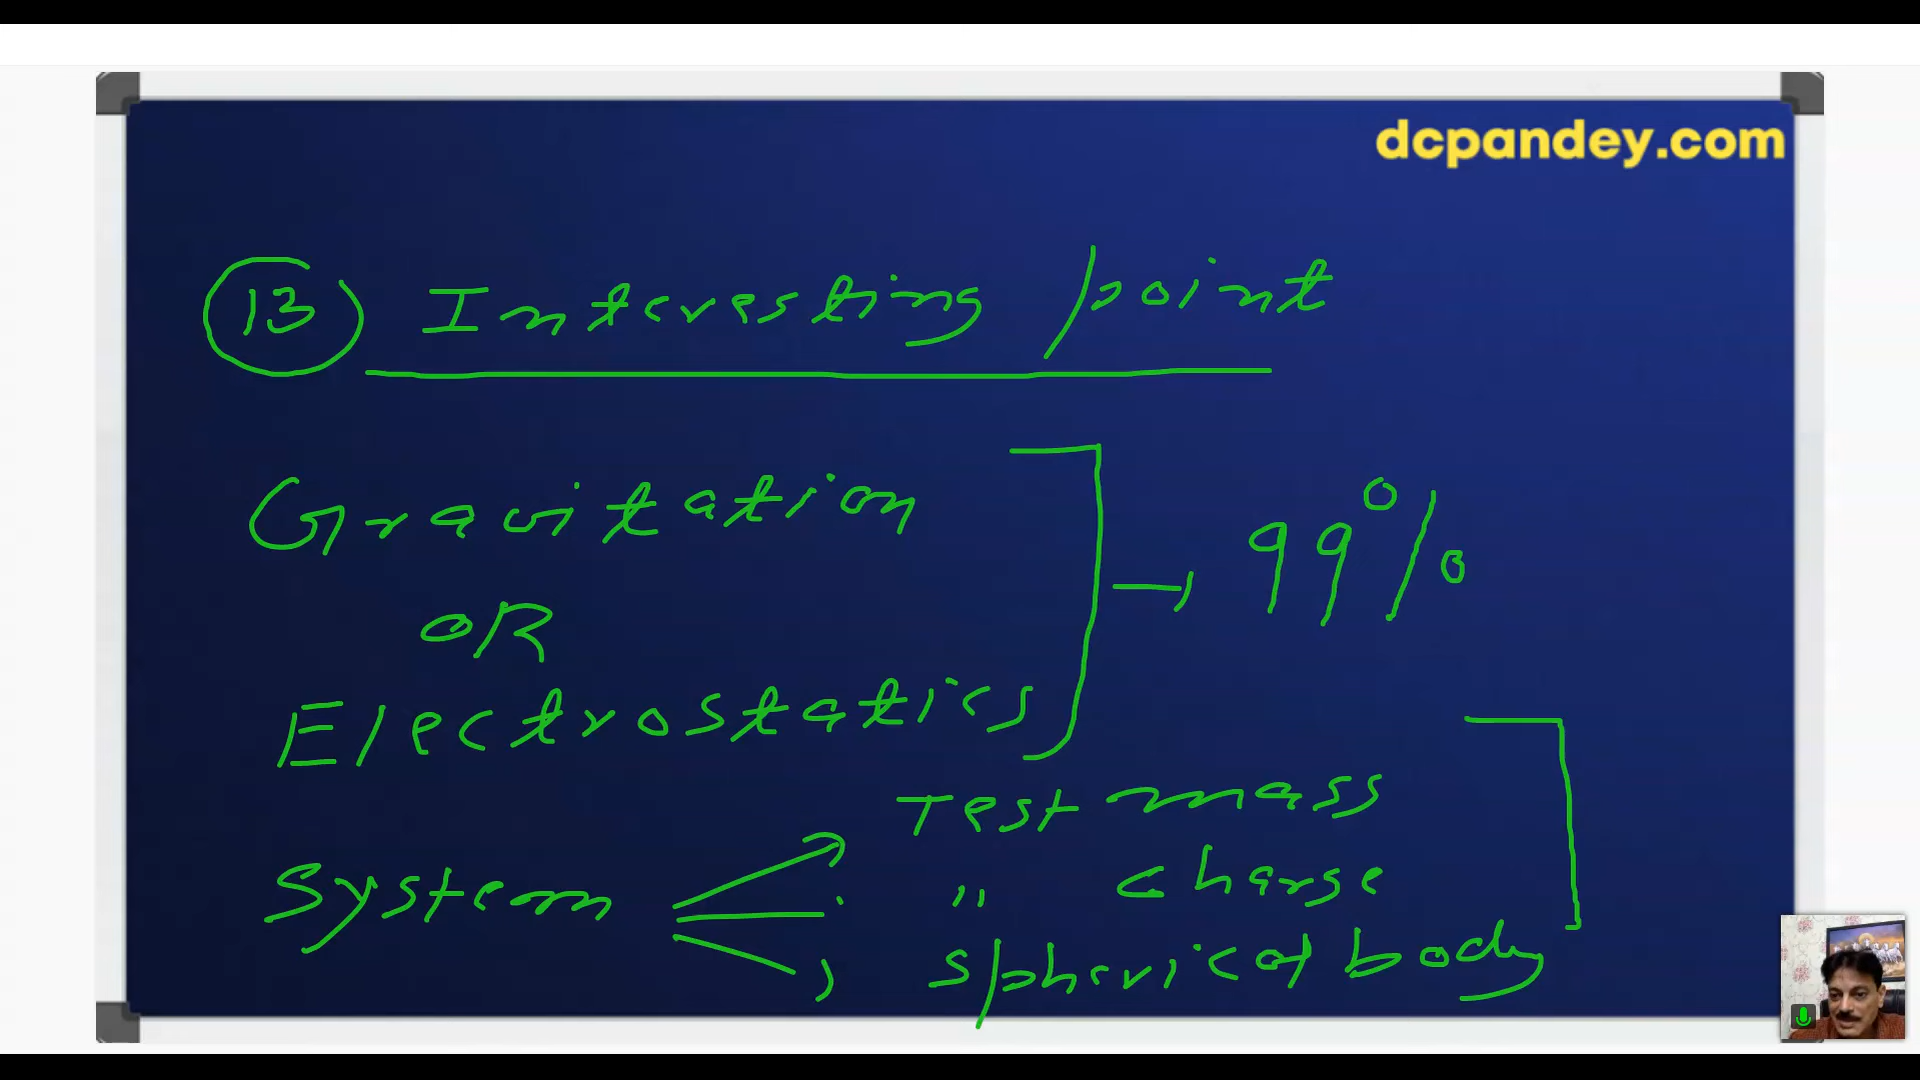 dcpandey.com
13 Interesting point
Gravitation
OR
Electrostatics
99%
System
Test mass
" charge
Spherical body